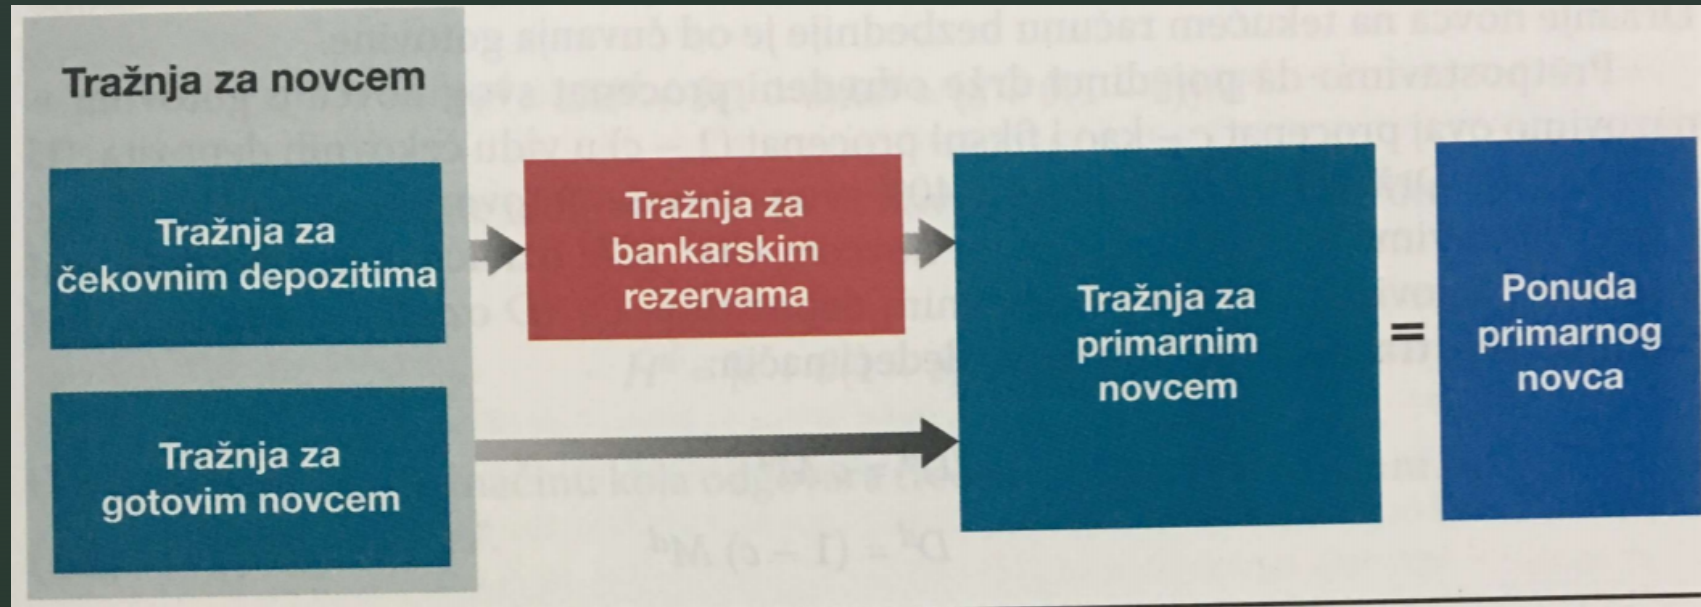 Tražnja za novcem
Tražnja za
čekovnim depozitima
Tražnja za
bankarskim
rezervama
Tražnja za
primarnim
novcem
=
Ponuda
primarnog
novca
Tražnja za
gotovim novcem